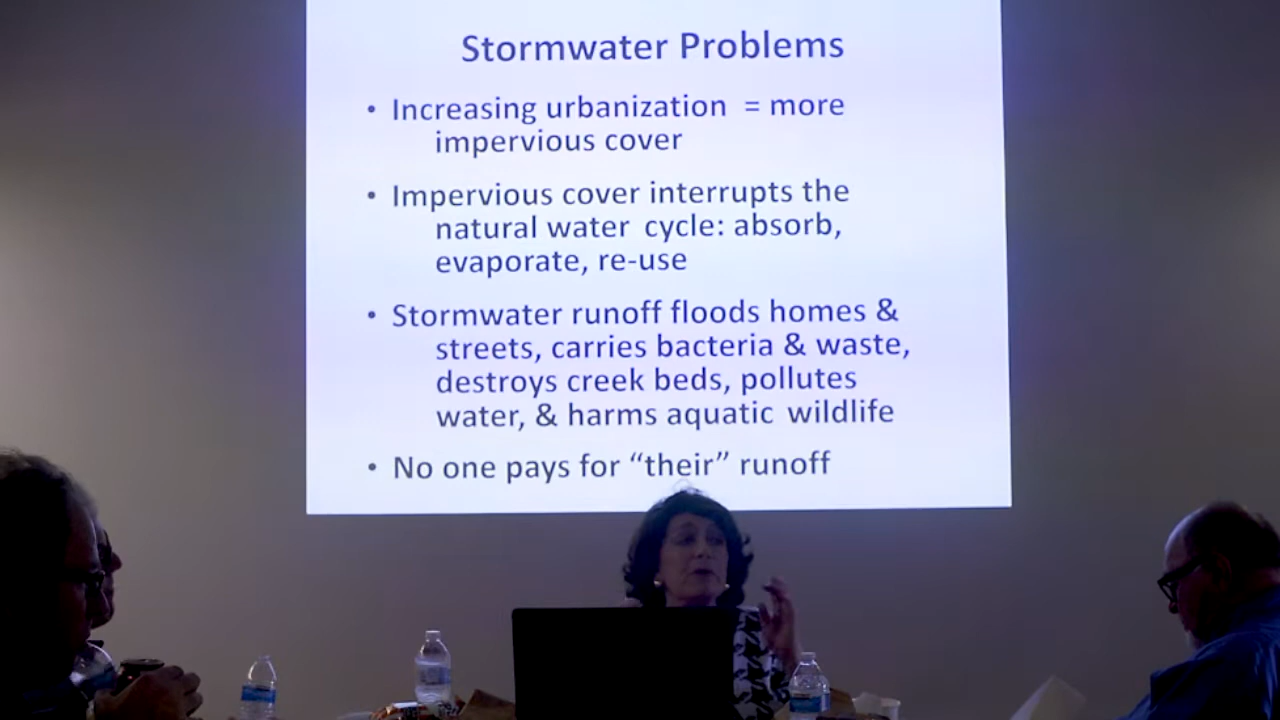 Stormwater Problems
• Increasing urbanization = more
impervious cover
• Impervious cover interrupts the
natural water cycle: absorb,
evaporate, re-use
• Stormwater runoff floods homes &
streets, carries bacteria & waste,
destroys creek beds, pollutes
water, & harms aquatic wildlife
• No one pays for “their” runoff